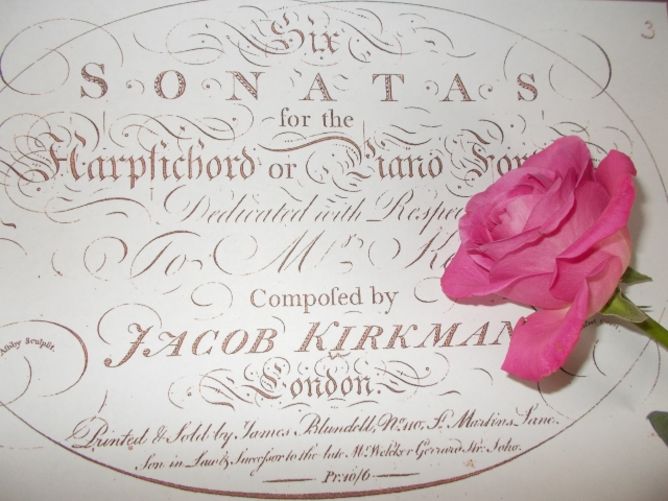 3
Six
SONATAS
for the
Harpſichord or Piano For
Dedicated with Respe
To Mrs. K
Compoſed by
JACOB KIRKMAN
London.
Ashby Sculpſit.
Printed & Sold by James Blundell, No. 110, St. Martins Lane.
Son in Law & Succeſsor to the late Mr. Welcker Gerrard Str. Soho.
Pr. 10/6